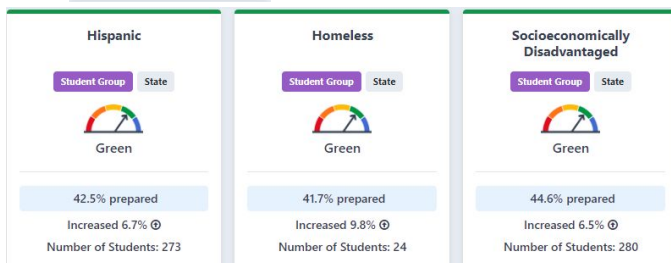 Hispanic
Student Group State
Green
42.5% prepared
Increased 6.7%
Number of Students: 273
Homeless
Student Group State
Green
41.7% prepared
Increased 9.8%
Number of Students: 24
Socioeconomically
Disadvantaged
Student Group State
Green
44.6% prepared
Increased 6.5%
Number of Students: 280